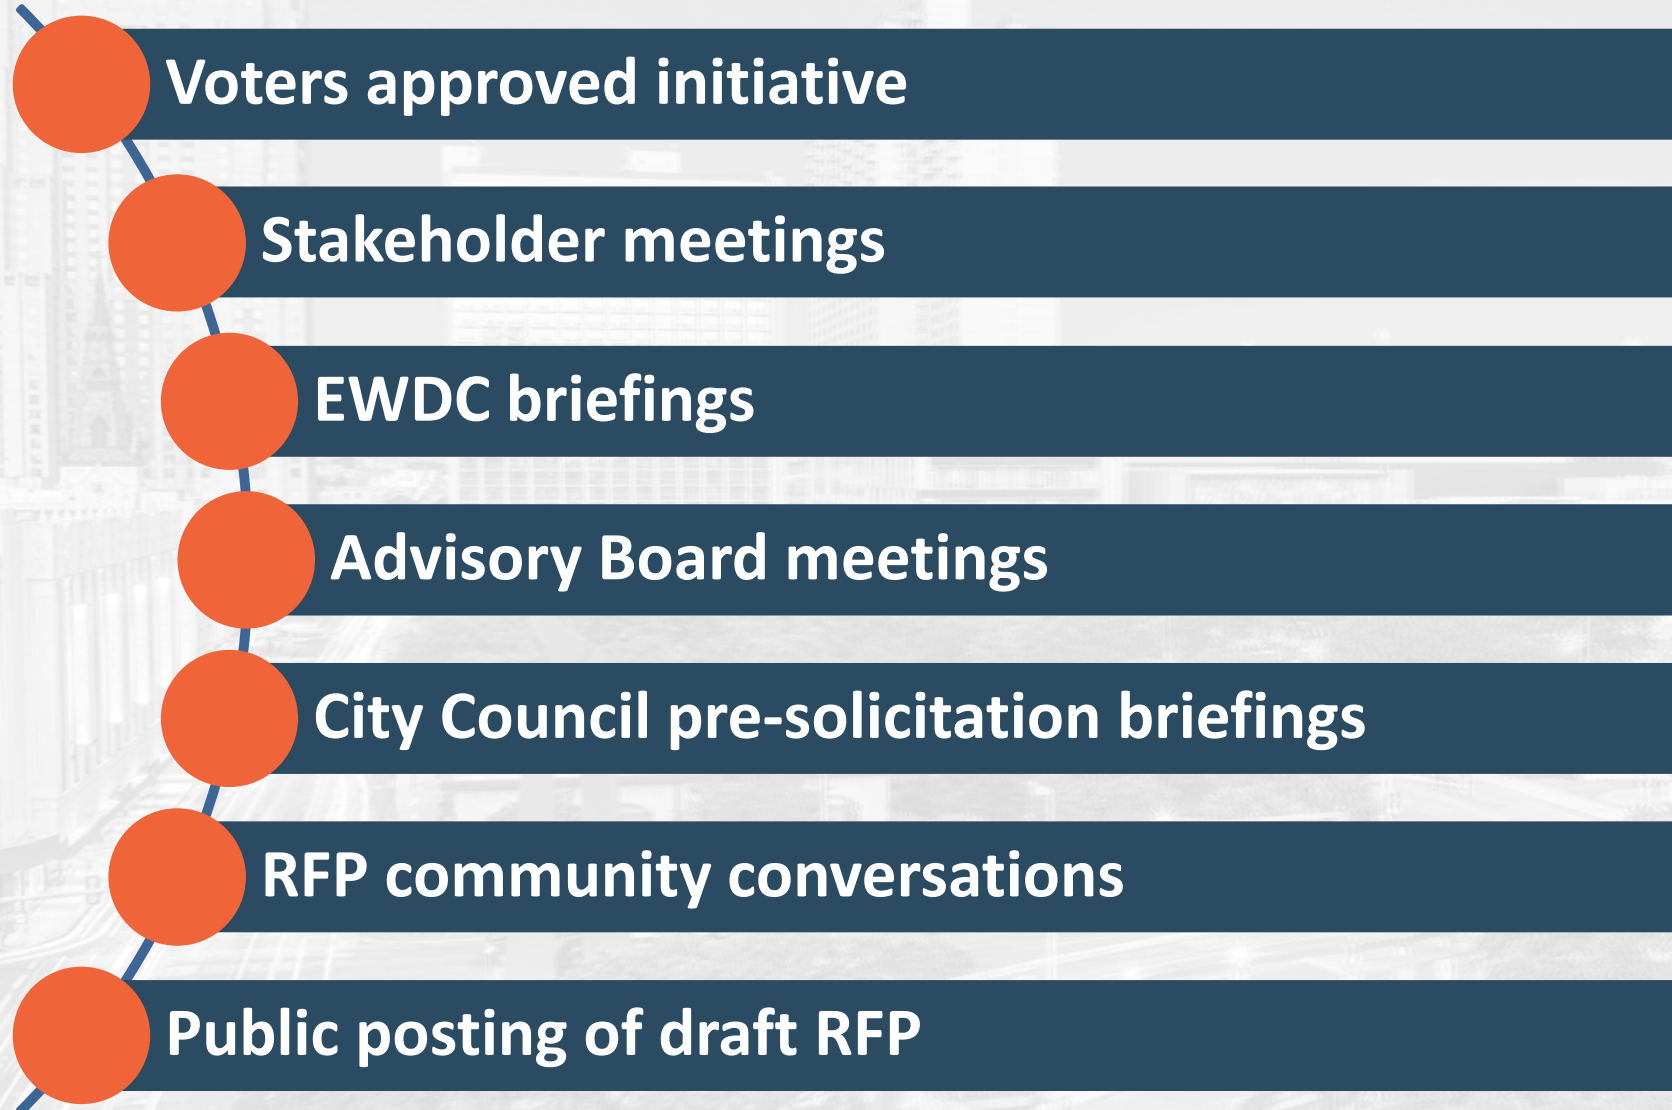 Voters approved initiative
Stakeholder meetings
EWDC briefings
Advisory Board meetings
City Council pre-solicitation briefings
RFP community conversations
Public posting of draft RFP